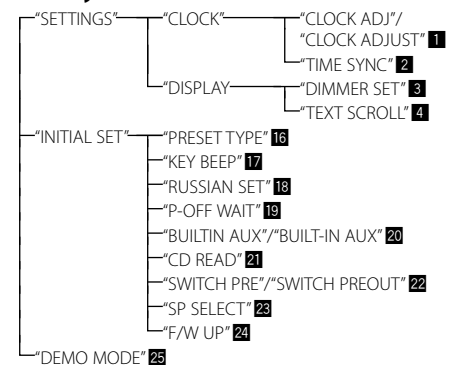 “SETTINGS” “CLOCK” “CLOCK ADJ”/
“CLOCK ADJUST” 1
“TIME SYNC” 2
“DISPLAY “DIMMER SET” 3
“TEXT SCROLL” 4
“INITIAL SET” “PRESET TYPE” 16
“KEY BEEP” 17
“RUSSIAN SET” 18
“P-OFF WAIT” 19
“BUILTIN AUX”/“BUILT-IN AUX” 20
“CD READ” 21
“SWITCH PRE”/“SWITCH PREOUT” 22
“SP SELECT” 23
“F/W UP” 24
“DEMO MODE” 25